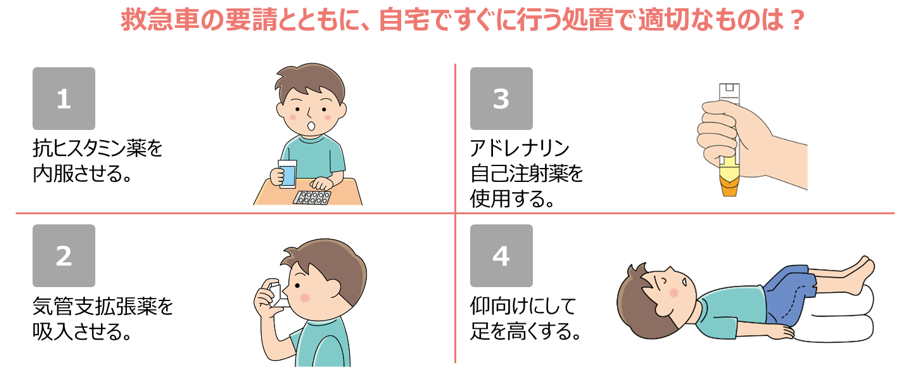 救急車の要請とともに、自宅ですぐに行う処置で適切なものは？
1
抗ヒスタミン薬を
内服させる。
2
気管支拡張薬を
吸入させる。
3
アドレナリン
自己注射薬を
使用する。
4
仰向けにして
足を高くする。